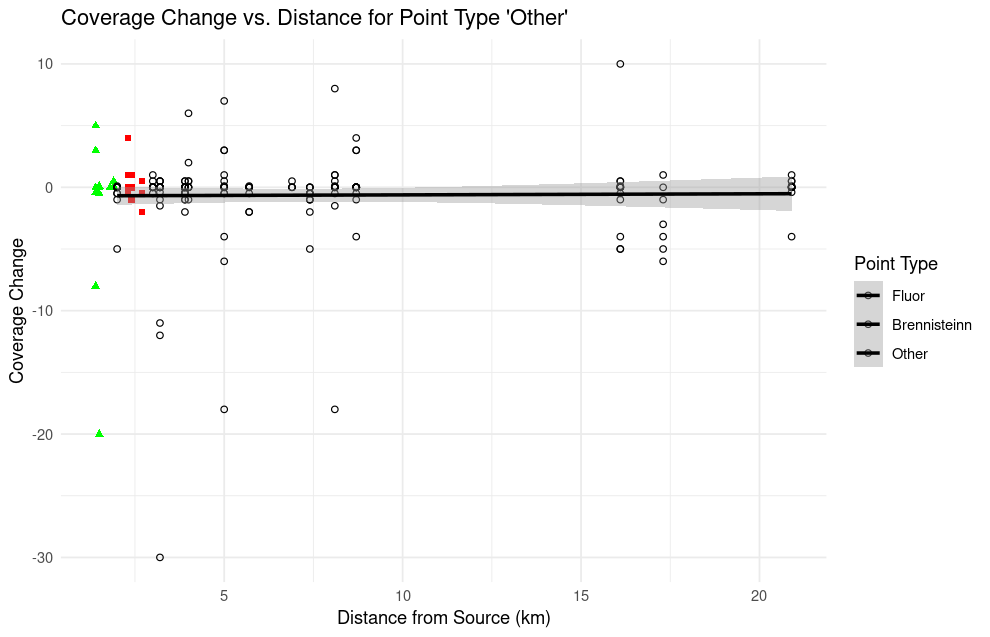 Coverage Change vs. Distance for Point Type 'Other'
10
0
-10
-20
-30
Coverage Change
5
10
15
20
Distance from Source (km)
Point Type
Fluor
Brennisteinn
Other